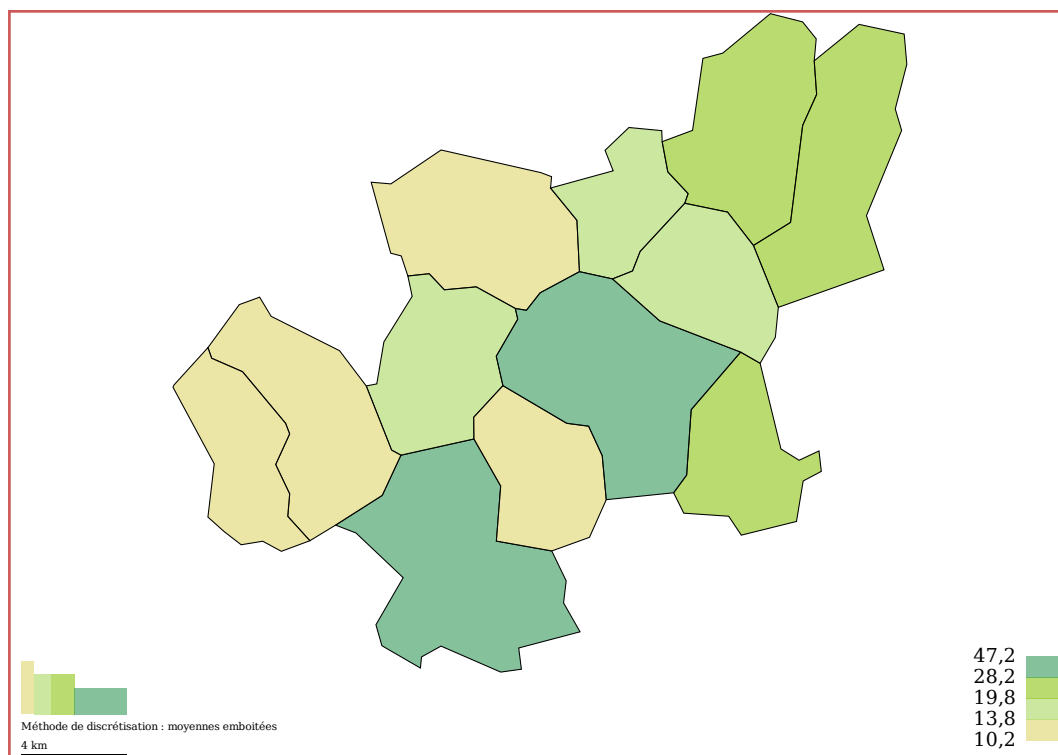 47,2
28,2
19,8
13,8
10,2
Méthode de discrétisation : moyennes emboitées
4 km